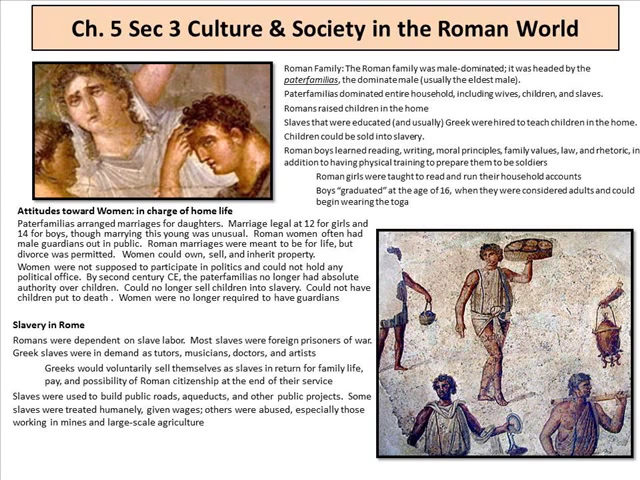 Ch. 5 Sec 3 Culture & Society in the Roman World
Roman Family: The Roman family was male-dominated; it was headed by the
paterfamilias, the dominate male (usually the eldest male).
Paterfamilias dominated entire household, including wives, children, and slaves.
Romans raised children in the home
Slaves that were educated (and usually) Greek were hired to teach children in the home.
Children could be sold into slavery.
Roman boys learned reading, writing, moral principles, family values, law, and rhetoric, in
addition to having physical training to prepare them to be soldiers
Roman girls were taught to read and run their household accounts
Boys “graduated” at the age of 16, when they were considered adults and could
begin wearing the toga
Attitudes toward Women: in charge of home life
Paterfamilias arranged marriages for daughters. Marriage legal at 12 for girls and
14 for boys, though marrying this young was unusual. Roman women often had
male guardians out in public. Roman marriages were meant to be for life, but
divorce was permitted. Women could own, sell, and inherit property.
Women were not supposed to participate in politics and could not hold any
political office. By second century CE, the paterfamilias no longer had absolute
authority over children. Could no longer sell children into slavery. Could not have
children put to death . Women were no longer required to have guardians
Slavery in Rome
Romans were dependent on slave labor. Most slaves were foreign prisoners of war.
Greek slaves were in demand as tutors, musicians, doctors, and artists
Greeks would voluntarily sell themselves as slaves in return for family life,
pay, and possibility of Roman citizenship at the end of their service
Slaves were used to build public roads, aqueducts, and other public projects. Some
slaves were treated humanely, given wages; others were abused, especially those
working in mines and large-scale agriculture